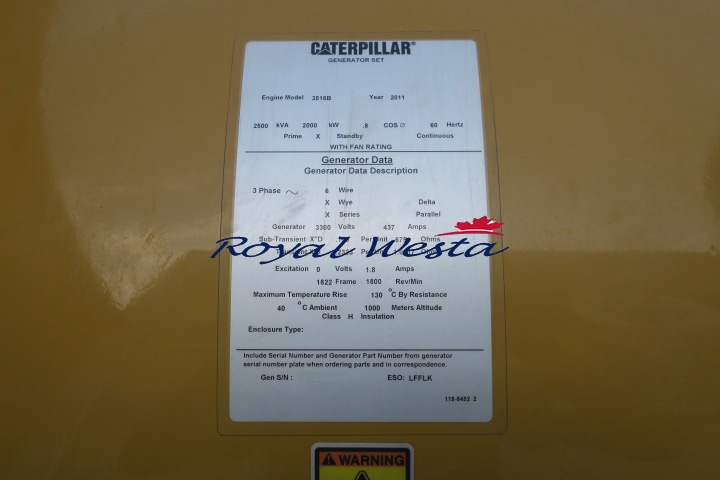 CATERPILLAR®
GENERATOR SET
Engine Model 3516B Year 2011
2500 kVA 2000 kW .8 COS ∅ 60 Hertz
Prime X Standby Continuous
WITH FAN RATING
Generator Data
Generator Data Description
3 Phase ~ 6 Wire
X Wye Delta
X Series Parallel
Generator 3300 Volts 437 Amps
Sub-Transient X"D Per Unit Ohms
Royal Westa
Excitation 0 Volts 1.8 Amps
1822 Frame 1800 Rev/Min
Maximum Temperature Rise 130 °C By Resistance
40 °C Ambient 1000 Meters Altitude
Class H Insulation
Enclosure Type:
Include Serial Number and Generator Part Number from generator
serial number plate when ordering parts and in correspondence.
Gen S/N : ESO: LFFLK
118-8452 2
WARNING